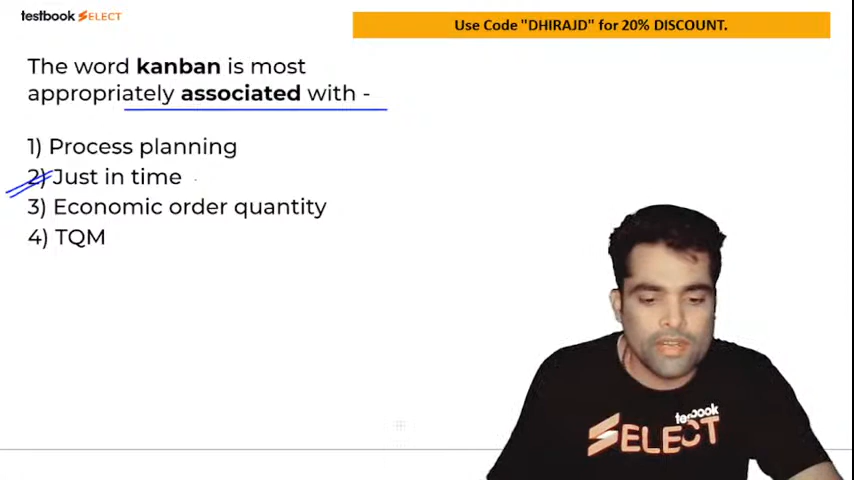 testbook SELECT
Use Code "DHIRAJD" for 20% DISCOUNT.
The word kanban is most
appropriately associated with -
1) Process planning
2) Just in time
3) Economic order quantity
4) TQM
testbook
SELECT